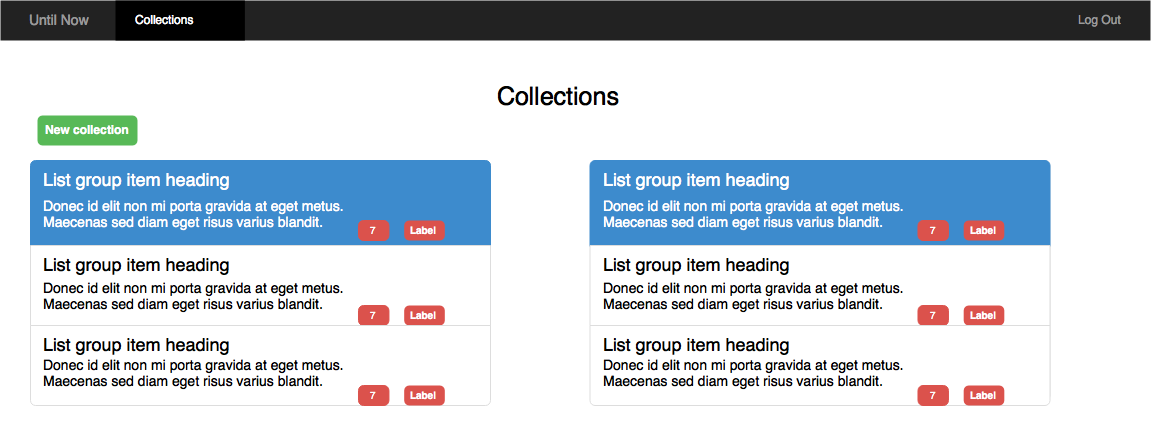 Until Now Collections Log Out
Collections
New collection
List group item heading
Donec id elit non mi porta gravida at eget metus.
Maecenas sed diam eget risus varius blandit.
7 Label
List group item heading
Donec id elit non mi porta gravida at eget metus.
Maecenas sed diam eget risus varius blandit.
7 Label
List group item heading
Donec id elit non mi porta gravida at eget metus.
Maecenas sed diam eget risus varius blandit.
7 Label
List group item heading
Donec id elit non mi porta gravida at eget metus.
Maecenas sed diam eget risus varius blandit.
7 Label
List group item heading
Donec id elit non mi porta gravida at eget metus.
Maecenas sed diam eget risus varius blandit.
7 Label
List group item heading
Donec id elit non mi porta gravida at eget metus.
Maecenas sed diam eget risus varius blandit.
7 Label